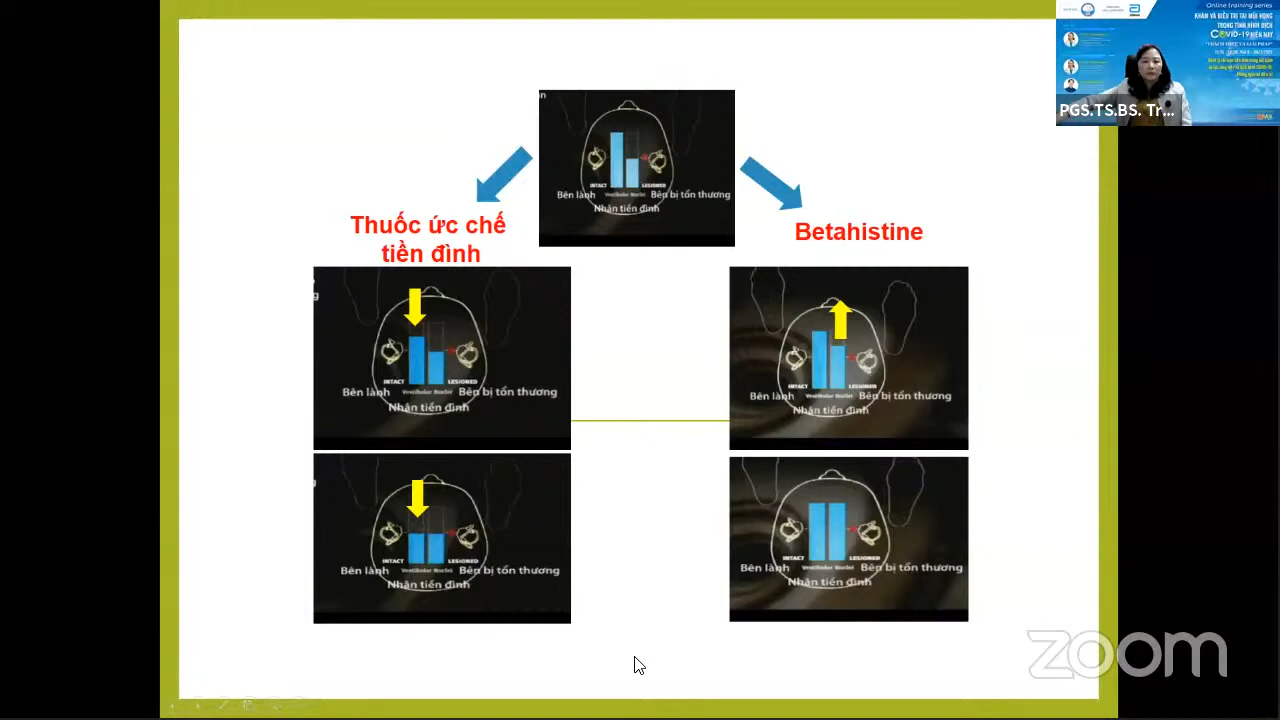 Online training series
KHÁM VÀ ĐIỀU TRỊ TAI MŨI HỌNG
TRONG TÌNH HÌNH DỊCH
COVID-19 HIỆN NAY
PGS.TS.BS. Tr...
INTACT
LESIONED
Vestibular Nuclei
Bên lành
Bên bị tổn thương
Nhân tiền đình
Thuốc ức chế
tiền đình
Betahistine
INTACT
LESIONED
Bên lành
Vestibular Nuclei
Bên bị tổn thương
Nhân tiền đình
INTACT
LESIONED
Bên lành
Vestibular Nuclei
Bên bị tổn thương
Nhân tiền đình
INTACT
LESIONED
Bên lành
Vestibular Nuclei
Bên bị tổn thương
Nhân tiền đình
INTACT
LESIONED
Bên lành
Vestibular Nuclei
Bên bị tổn thương
Nhân tiền đình
zoom